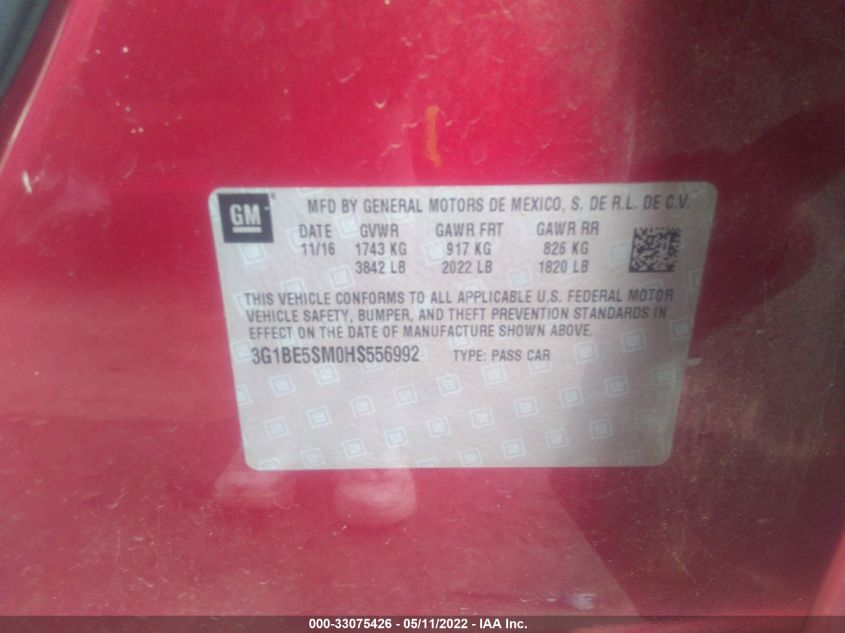 GM ®
MFD BY GENERAL MOTORS DE MEXICO, S. DE R.L. DE C.V.
DATE GVWR GAWR FRT GAWR RR
11/16 1743 KG 917 KG 826 KG
3842 LB 2022 LB 1820 LB
THIS VEHICLE CONFORMS TO ALL APPLICABLE U.S. FEDERAL MOTOR
VEHICLE SAFETY, BUMPER, AND THEFT PREVENTION STANDARDS IN
EFFECT ON THE DATE OF MANUFACTURE SHOWN ABOVE.
3G1BE5SM0HS556992 TYPE: PASS CAR
000-33075426 - 05/11/2022 - IAA Inc.